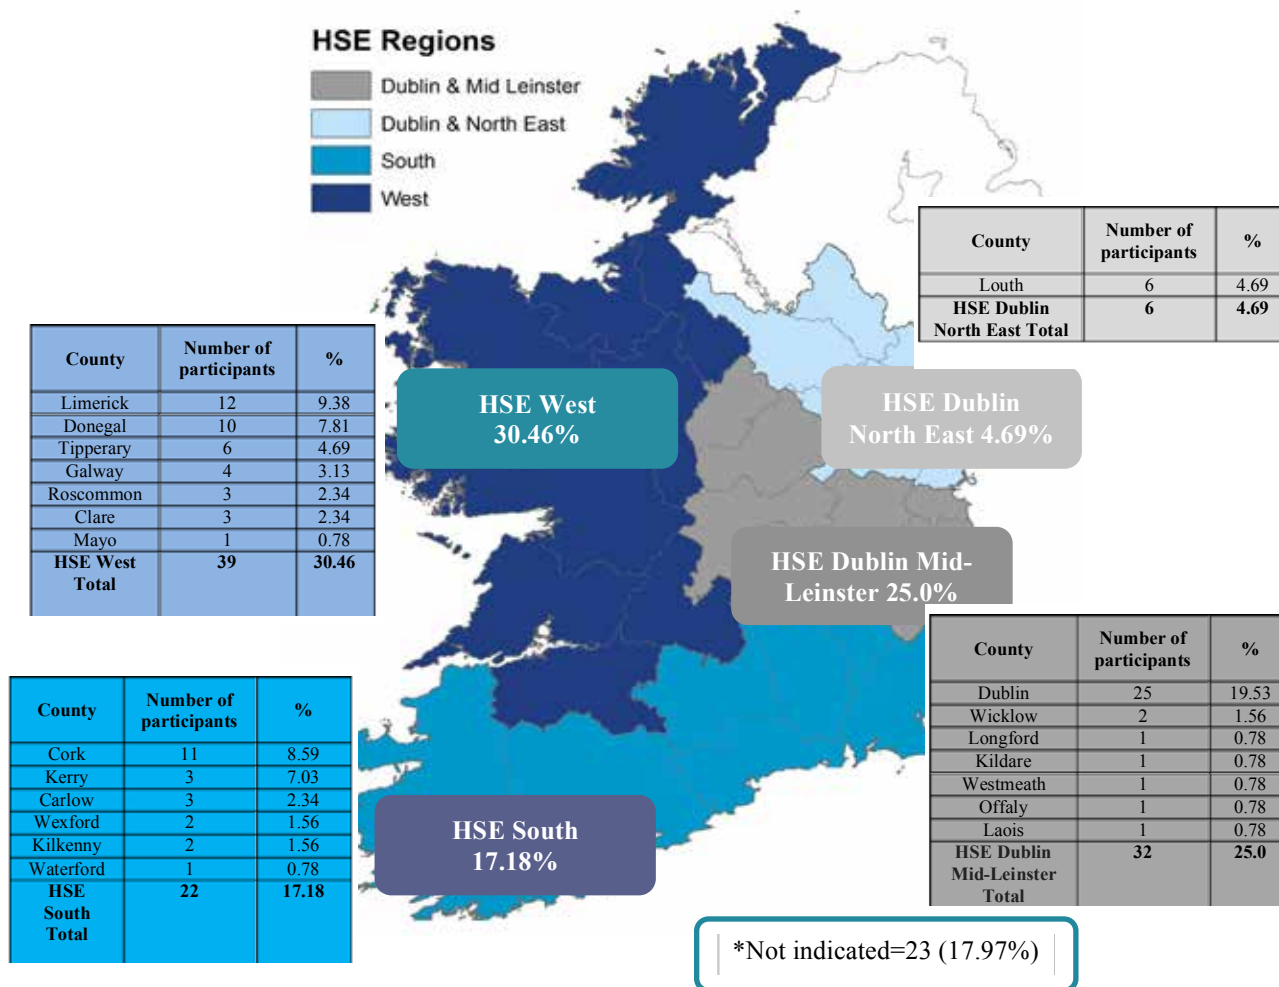 HSE Regions
Dublin & Mid Leinster
Dublin & North East
South
West
County Number of participants %
Louth 6 4.69
HSE Dublin North East Total 6 4.69
County Number of participants %
Limerick 12 9.38
Donegal 10 7.81
Tipperary 6 4.69
Galway 4 3.13
Roscommon 3 2.34
Clare 3 2.34
Mayo 1 0.78
HSE West Total 39 30.46
HSE West
30.46%
HSE Dublin
North East 4.69%
HSE Dublin Mid-
Leinster 25.0%
County Number of participants %
Dublin 25 19.53
Wicklow 2 1.56
Longford 1 0.78
Kildare 1 0.78
Westmeath 1 0.78
Offaly 1 0.78
Laois 1 0.78
HSE Dublin Mid-Leinster Total 32 25.0
County Number of participants %
Cork 11 8.59
Kerry 3 7.03
Carlow 3 2.34
Wexford 2 1.56
Kilkenny 2 1.56
Waterford 1 0.78
HSE South Total 22 17.18
HSE South
17.18%
*Not indicated=23 (17.97%)